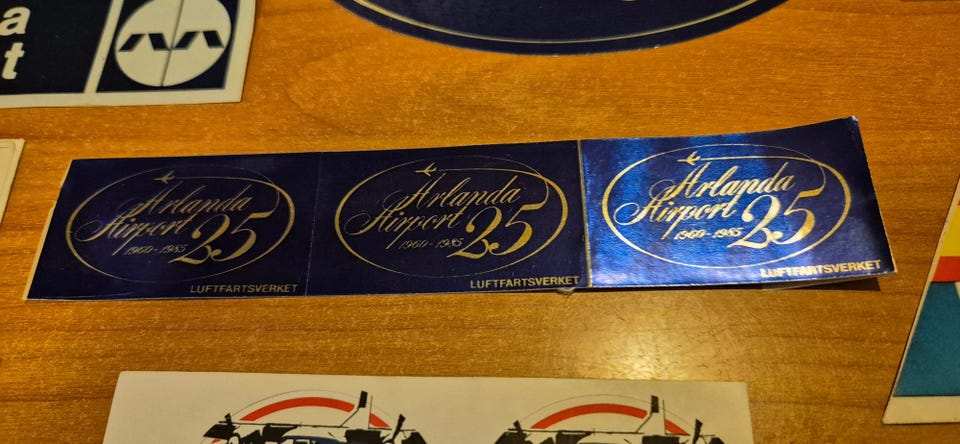 a
t
Arlanda
Airport 25
1960-1985
LUFTFARTSVERKET
Arlanda
Airport 25
1960-1985
LUFTFARTSVERKET
Arlanda
Airport 25
1960-1985
LUFTFARTSVERKET